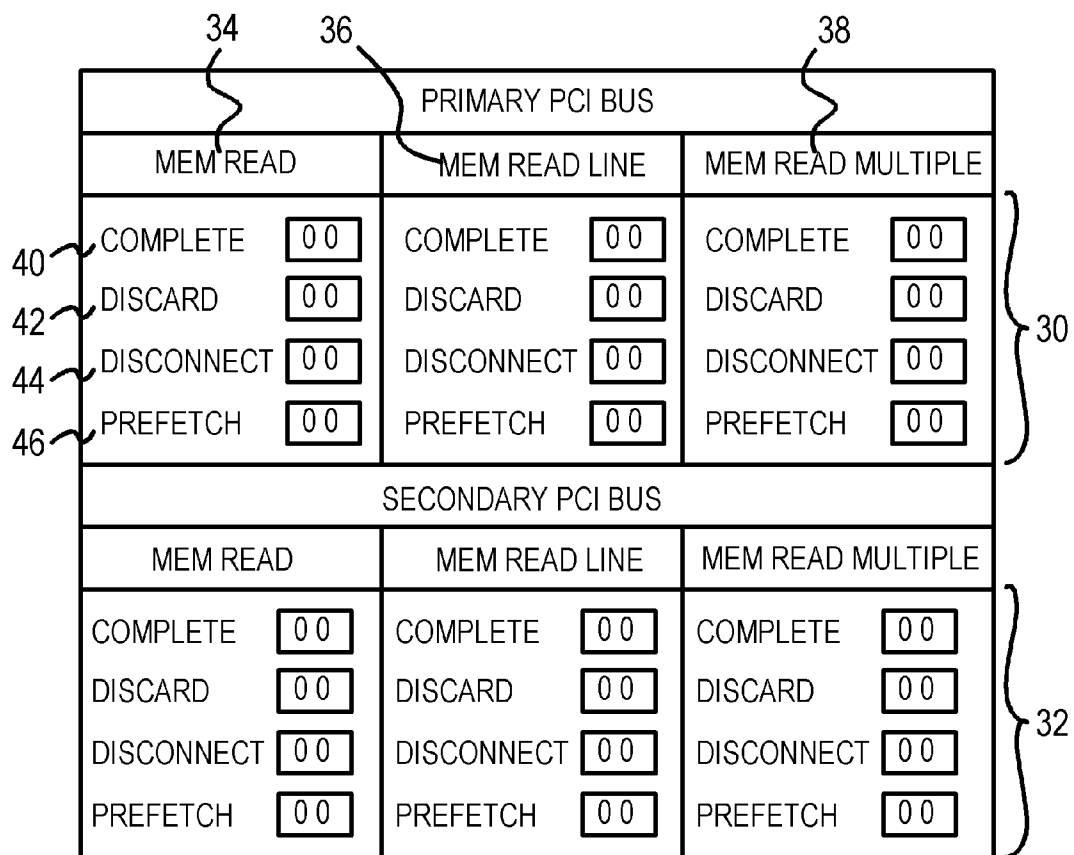 34 36 38
PRIMARY PCI BUS
MEM READ MEM READ LINE MEM READ MULTIPLE
40 COMPLETE 00 COMPLETE 00 COMPLETE 00
42 DISCARD 00 DISCARD 00 DISCARD 00
30
44 DISCONNECT 00 DISCONNECT 00 DISCONNECT 00
46 PREFETCH 00 PREFETCH 00 PREFETCH 00
SECONDARY PCI BUS
MEM READ MEM READ LINE MEM READ MULTIPLE
COMPLETE 00 COMPLETE 00 COMPLETE 00
DISCARD 00 DISCARD 00 DISCARD 00
32
DISCONNECT 00 DISCONNECT 00 DISCONNECT 00
PREFETCH 00 PREFETCH 00 PREFETCH 00